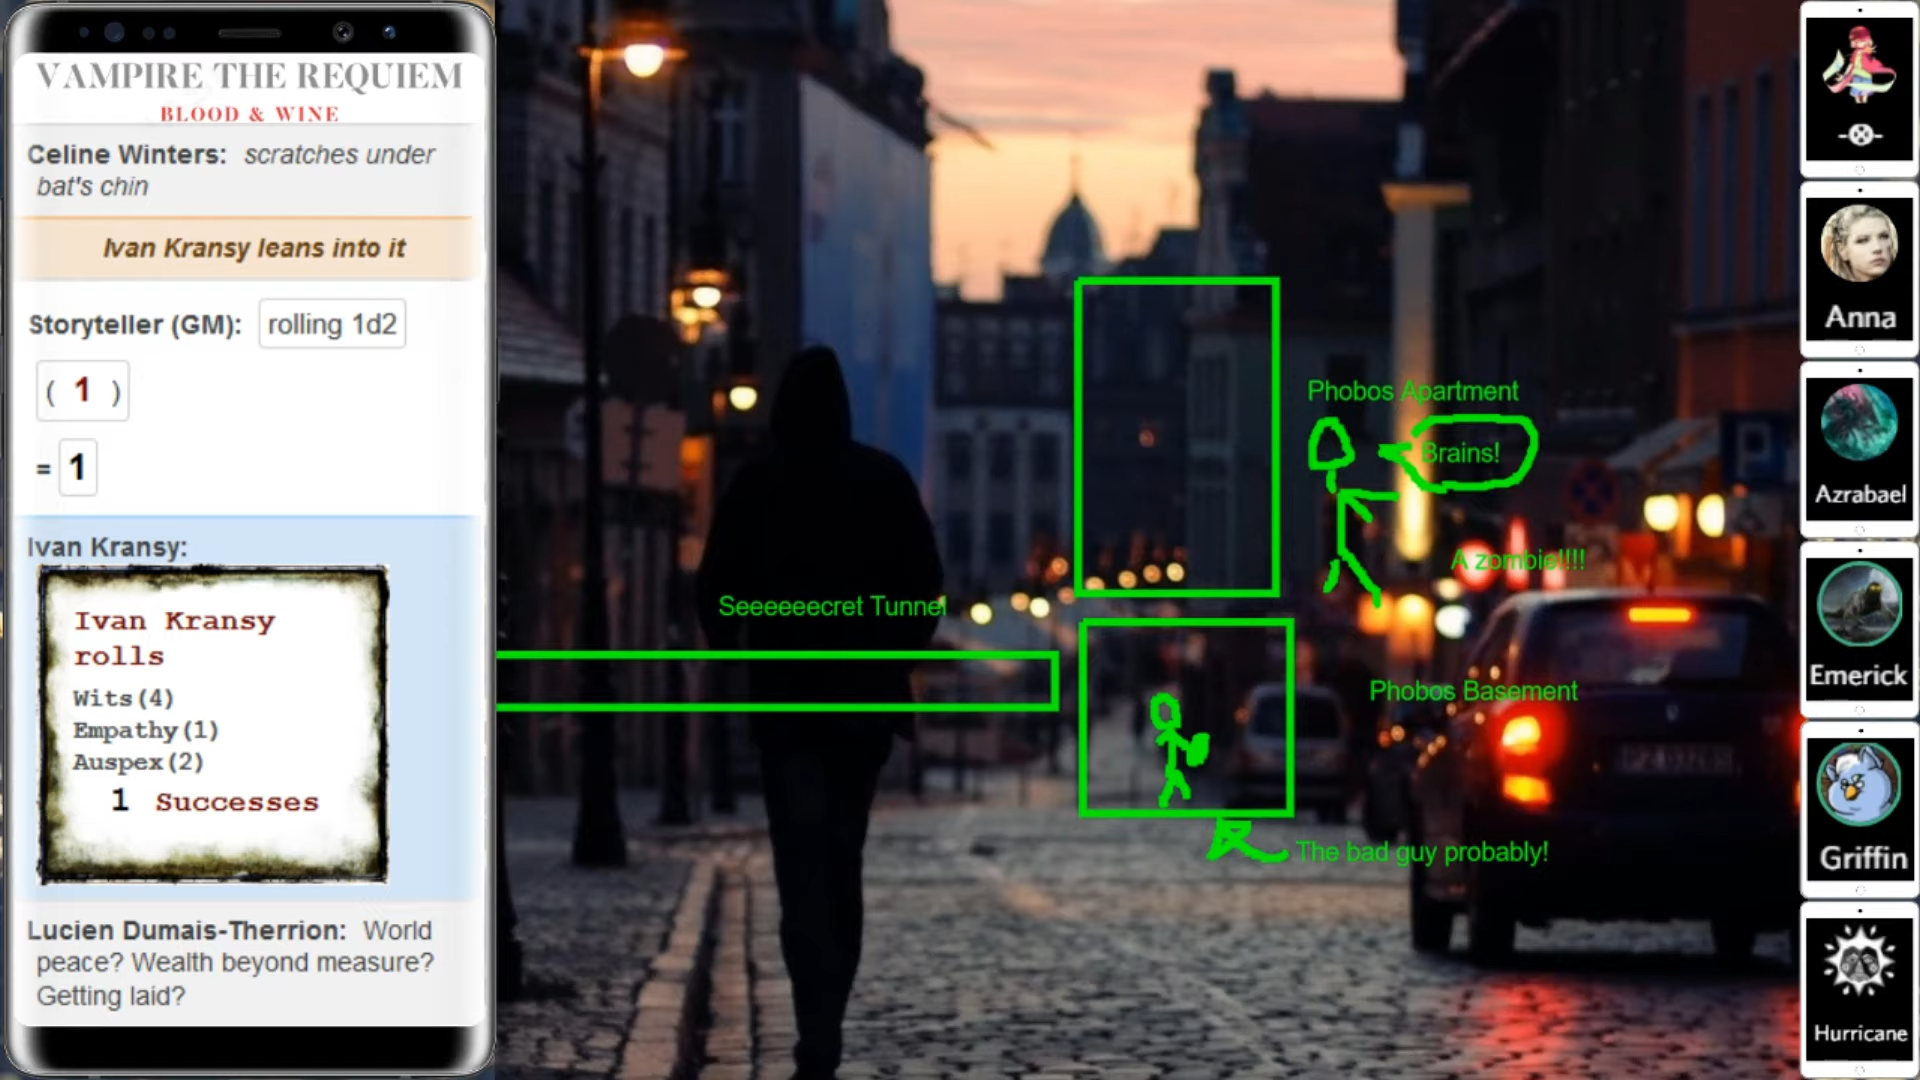 VAMPIRE THE REQUIEM
BLOOD & WINE
Celine Winters: scratches under
bat's chin
Ivan Kransy leans into it
Storyteller (GM): rolling 1d2
( 1 )
= 1
Ivan Kransy:
Ivan Kransy
rolls
Wits(4)
Empathy(1)
Auspex(2)
1 Successes
Lucien Dumais-Therrion: World
peace? Wealth beyond measure?
Getting laid?
Seeeeeecret Tunnel
Phobos Apartment
Brains!
A zombie!!!!
Phobos Basement
The bad guy probably!
P
Anna
Azrabael
Emerick
Griffin
Hurricane